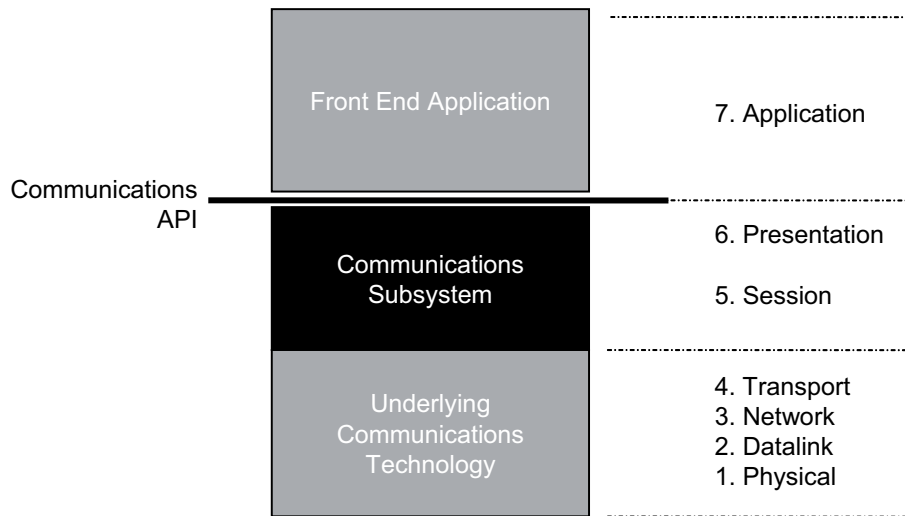 Front End Application
7. Application
Communications
API
6. Presentation
Communications
Subsystem
5. Session
4. Transport
Underlying
3. Network
Communications
2. Datalink
Technology
1. Physical